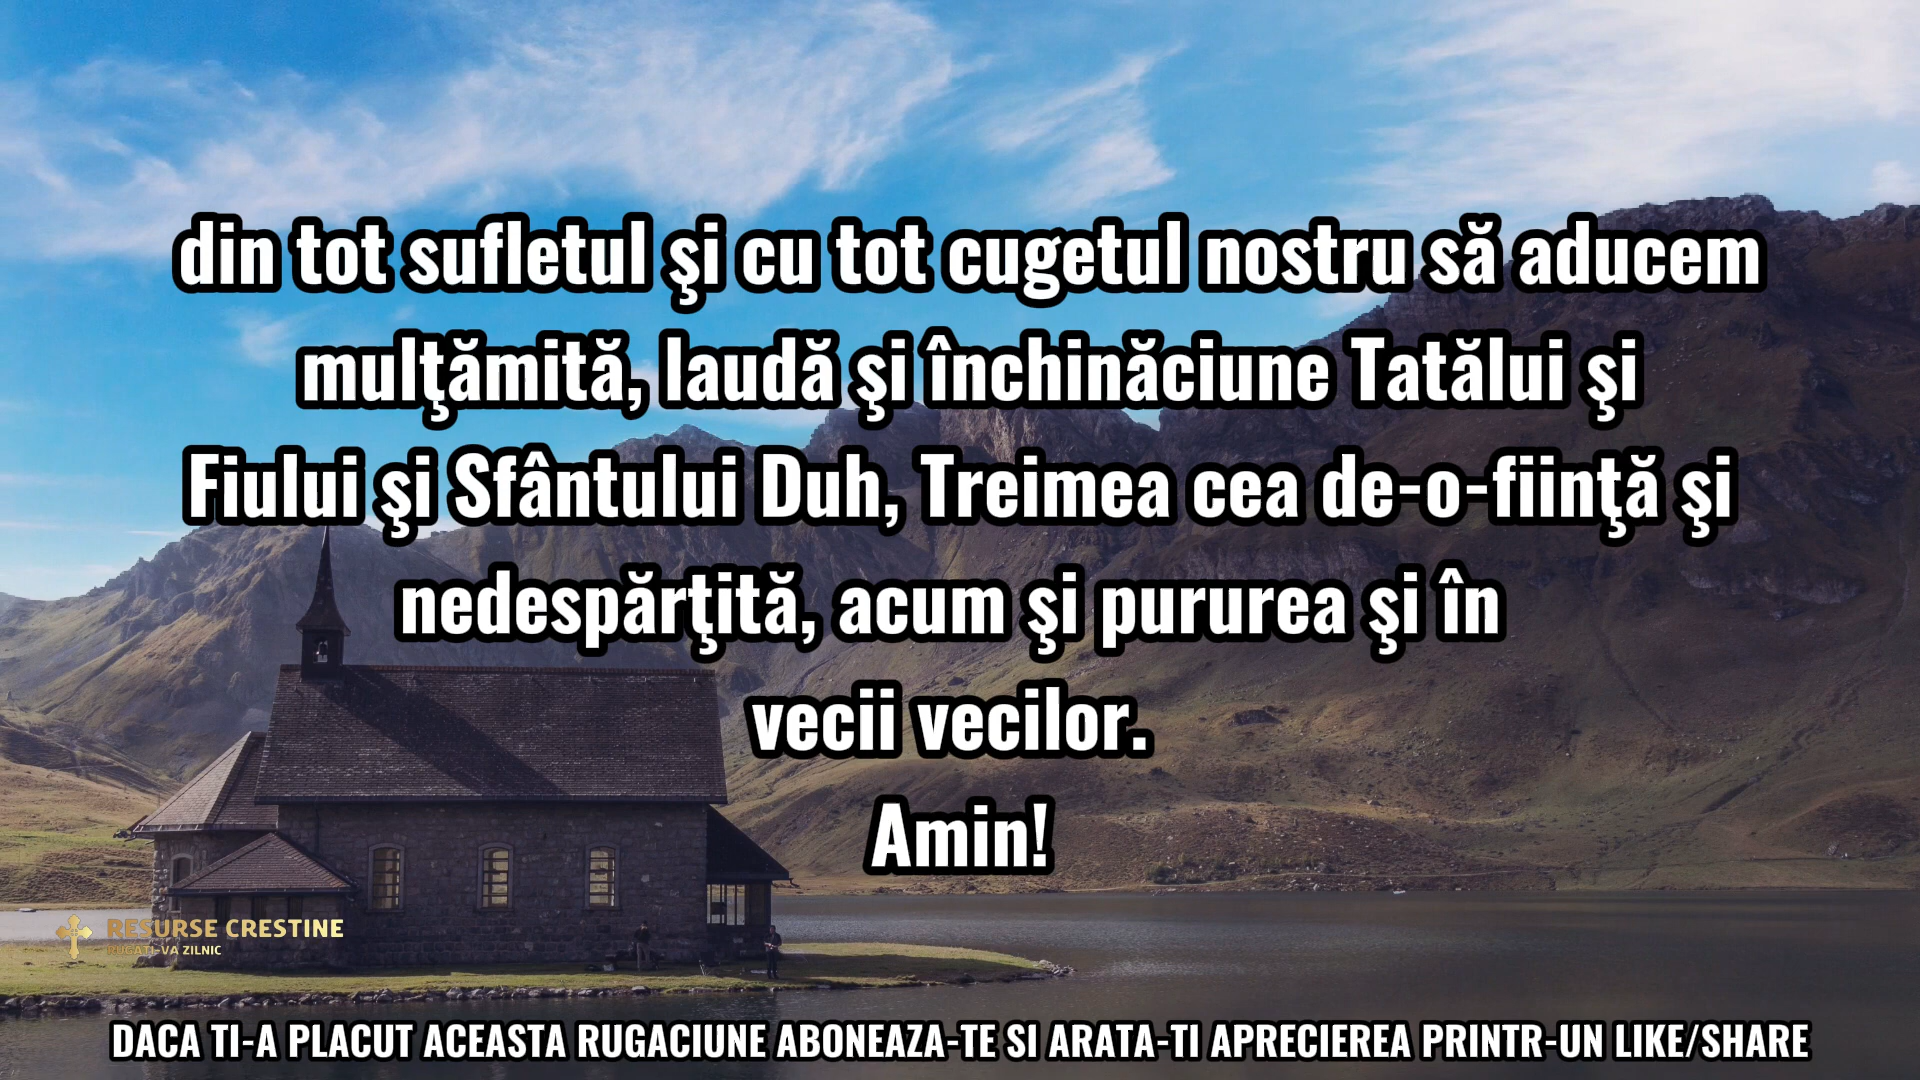 din tot sufletul şi cu tot cugetul nostru să aducem
mulţămită, laudă şi închinăciune Tatălui şi
Fiului şi Sfântului Duh, Treimea cea de-o-fiinţă şi
nedespărţită, acum şi pururea şi în
vecii vecilor.
Amin!
RESURSE CRESTINE
RUGATI-VA ZILNIC
DACA TI-A PLACUT ACEASTA RUGACIUNE ABONEAZA-TE SI ARATA-TI APRECIEREA PRINTR-UN LIKE/SHARE